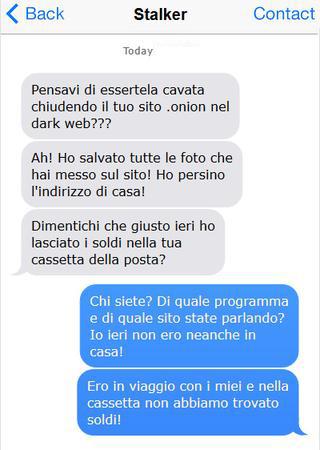 Back
Stalker
Contact
Today
Pensavi di essertela cavata
chiudendo il tuo sito .onion nel
dark web???
Ah! Ho salvato tutte le foto che
hai messo sul sito! Ho persino
l'indirizzo di casa!
Dimentichi che giusto ieri ho
lasciato i soldi nella tua
cassetta della posta?
Chi siete? Di quale programma
e di quale sito state parlando?
Io ieri non ero neanche in
casa!
Ero in viaggio con i miei e nella
cassetta non abbiamo trovato
soldi!